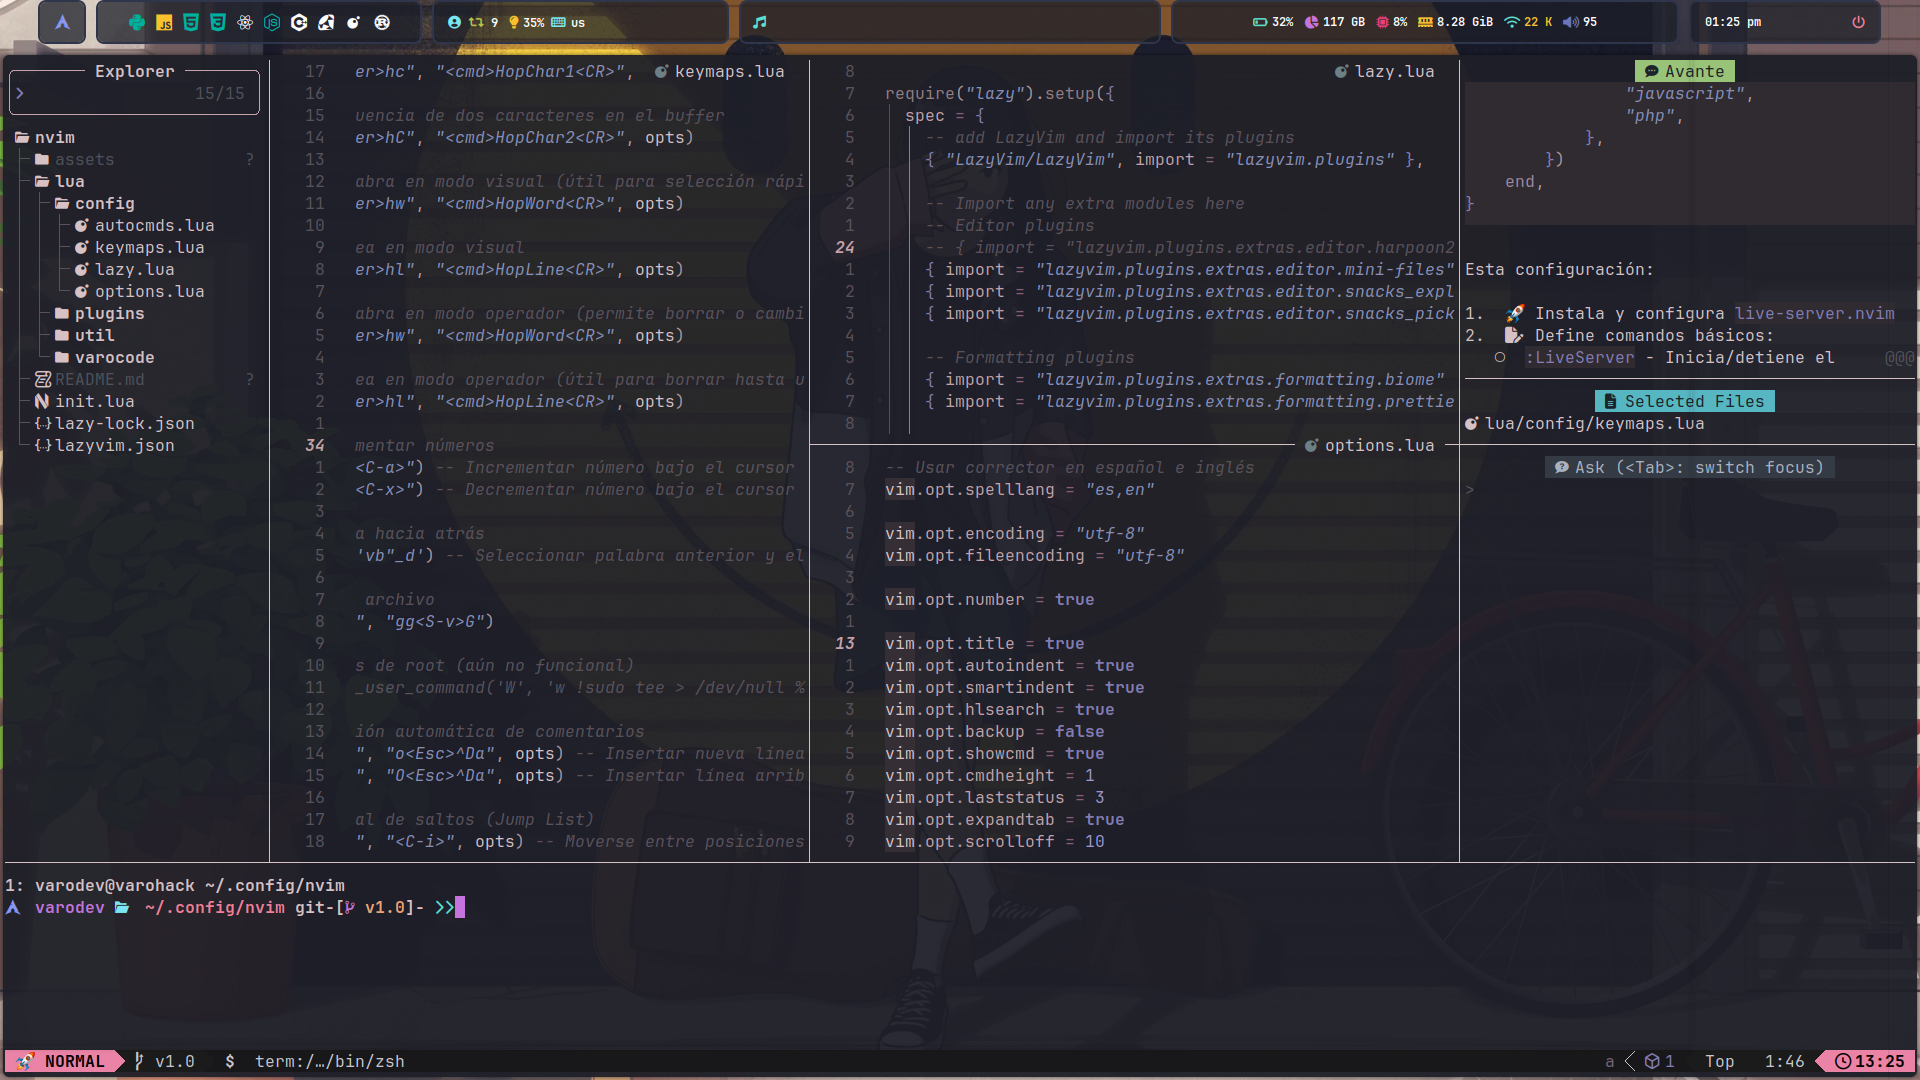 9 35% us
32% 117 GB 8% 8.28 GiB 22 K 95
01:25 pm
Explorer
15/15
nvim
assets ?
lua
config
autocmds.lua
keymaps.lua
lazy.lua
options.lua
plugins
util
varocode
README.md ?
init.lua
lazy-lock.json
lazyvim.json
keymaps.lua
17 er>hc", "<cmd>HopChar1<CR>",
16
15 uencia de dos caracteres en el buffer
14 er>hC", "<cmd>HopChar2<CR>", opts)
13
12 abra en modo visual (útil para selección rápi
11 er>hw", "<cmd>HopWord<CR>", opts)
10
9 ea en modo visual
8 er>hl", "<cmd>HopLine<CR>", opts)
7
6 abra en modo operador (permite borrar o cambi
5 er>hw", "<cmd>HopWord<CR>", opts)
4
3 ea en modo operador (útil para borrar hasta u
2 er>hl", "<cmd>HopLine<CR>", opts)
1
34 mentar números
1 <C-a>") -- Incrementar número bajo el cursor
2 <C-x>") -- Decrementar número bajo el cursor
3
4 a hacia atrás
5 'vb"_d') -- Seleccionar palabra anterior y el
6
7 archivo
8 ", "gg<S-v>G")
9
10 s de root (aún no funcional)
11 _user_command('W', 'w !sudo tee > /dev/null %
12
13 ión automática de comentarios
14 ", "o<Esc>^Da", opts) -- Insertar nueva línea
15 ", "O<Esc>^Da", opts) -- Insertar línea arrib
16
17 al de saltos (Jump List)
18 ", "<C-i>", opts) -- Moverse entre posiciones
lazy.lua
8
7 require("lazy").setup({
6 spec = {
5 -- add LazyVim and import its plugins
4 { "LazyVim/LazyVim", import = "lazyvim.plugins" },
3
2 -- Import any extra modules here
1 -- Editor plugins
24 -- { import = "lazyvim.plugins.extras.editor.harpoon2
1 { import = "lazyvim.plugins.extras.editor.mini-files"
2 { import = "lazyvim.plugins.extras.editor.snacks_expl
3 { import = "lazyvim.plugins.extras.editor.snacks_pick
4
5 -- Formatting plugins
6 { import = "lazyvim.plugins.extras.formatting.biome"
7 { import = "lazyvim.plugins.extras.formatting.prettie
8
options.lua
8 -- Usar corrector en español e inglés
7 vim.opt.spelllang = "es,en"
6
5 vim.opt.encoding = "utf-8"
4 vim.opt.fileencoding = "utf-8"
3
2 vim.opt.number = true
1
13 vim.opt.title = true
1 vim.opt.autoindent = true
2 vim.opt.smartindent = true
3 vim.opt.hlsearch = true
4 vim.opt.backup = false
5 vim.opt.showcmd = true
6 vim.opt.cmdheight = 1
7 vim.opt.laststatus = 3
8 vim.opt.expandtab = true
9 vim.opt.scrolloff = 10
Avante
"javascript",
"php",
},
})
end,
}
Esta configuración:
1. 🚀 Instala y configura live-server.nvim
2. 📝 Define comandos básicos:
○ :LiveServer - Inicia/detiene el @@@
Selected Files
lua/config/keymaps.lua
Ask (<Tab>: switch focus)
>
1: varodev@varohack ~/.config/nvim
varodev ~/.config/nvim git-[ v1.0]- >>
🚀 NORMAL v1.0 $ term:/…/bin/zsh
a 1 Top 1:46 13:25